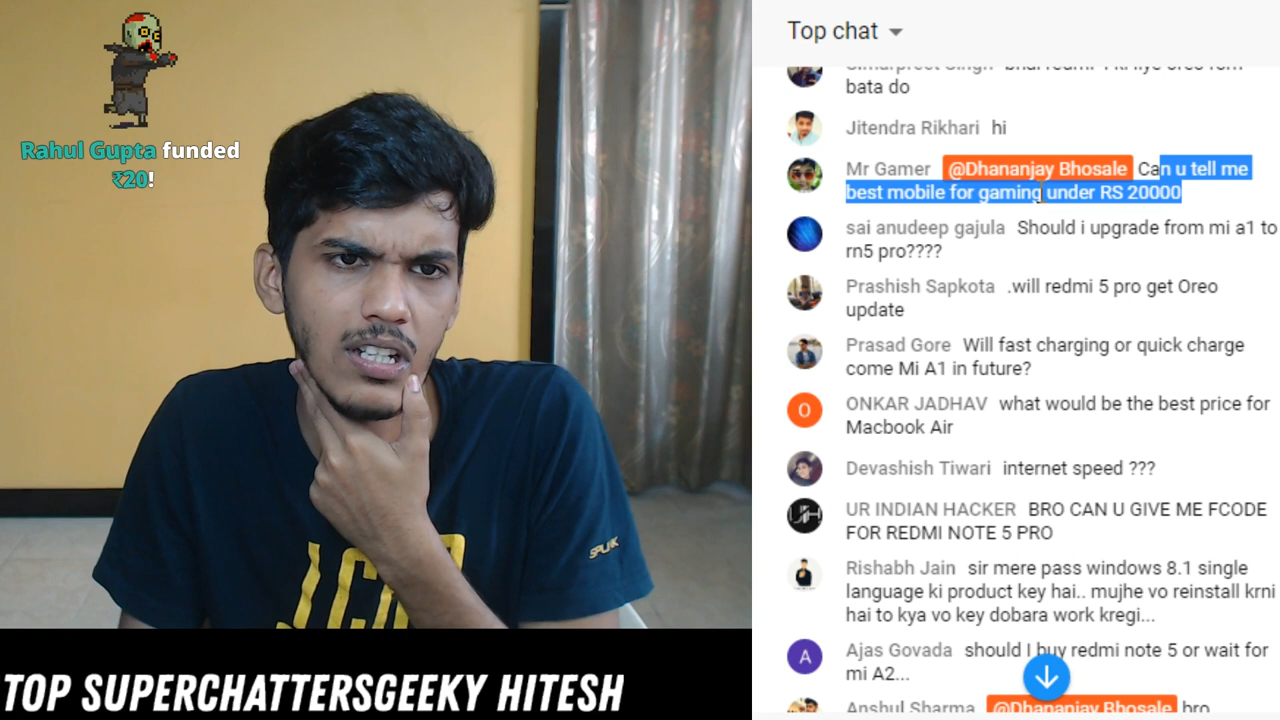 Rahul Gupta funded
₹20!
SPLNK
TOP SUPERCHATTERSGEEKY HITESH
Top chat
bata do
Jitendra Rikhari hi
Mr Gamer @Dhananjay Bhosale Can u tell me
best mobile for gaming under RS 20000
sai anudeep gajula Should i upgrade from mi a1 to
rn5 pro????
Prashish Sapkota .will redmi 5 pro get Oreo
update
Prasad Gore Will fast charging or quick charge
come Mi A1 in future?
O
ONKAR JADHAV what would be the best price for
Macbook Air
Devashish Tiwari internet speed ???
UR INDIAN HACKER BRO CAN U GIVE ME FCODE
FOR REDMI NOTE 5 PRO
Rishabh Jain sir mere pass windows 8.1 single
language ki product key hai.. mujhe vo reinstall krni
hai to kya vo key dobara work kregi...
A
Ajas Govada should I buy redmi note 5 or wait for
mi A2...
Anshul Sharma @Dhananjay Bhosale bro